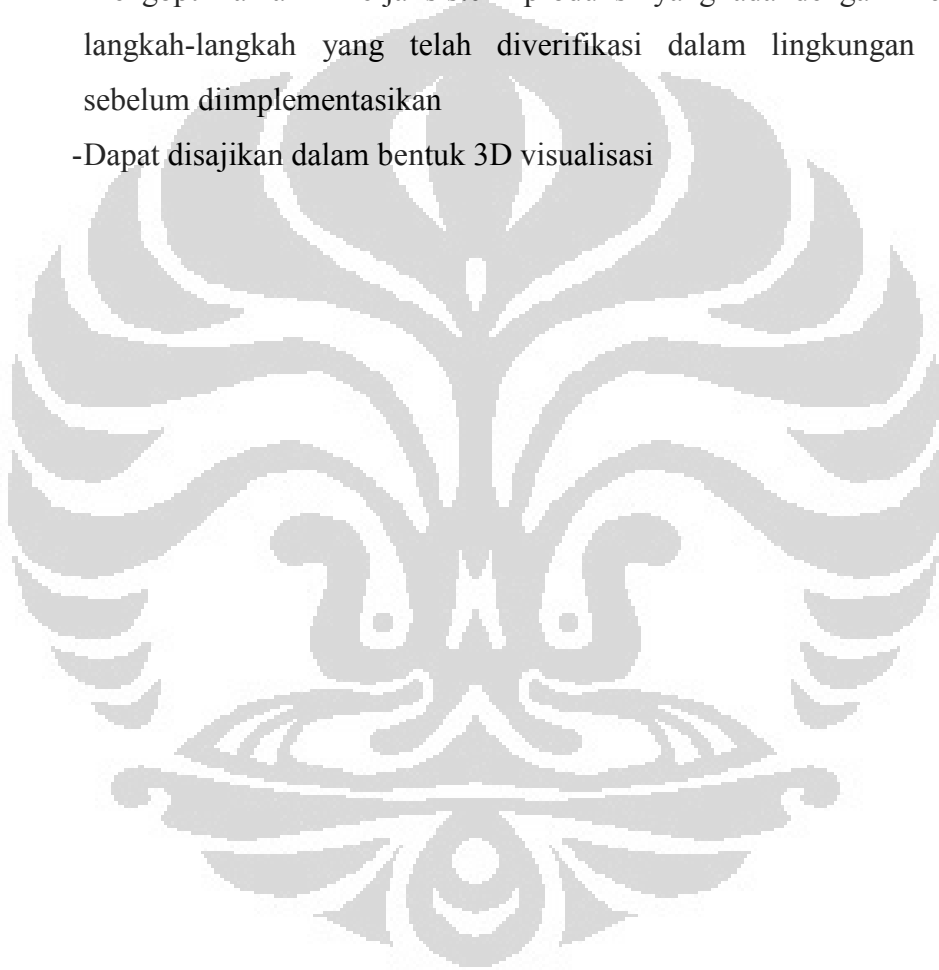 langkah-langkah yang telah diverifikasi dalam lingkungan
sebelum diimplementasikan
-Dapat disajikan dalam bentuk 3D visualisasi